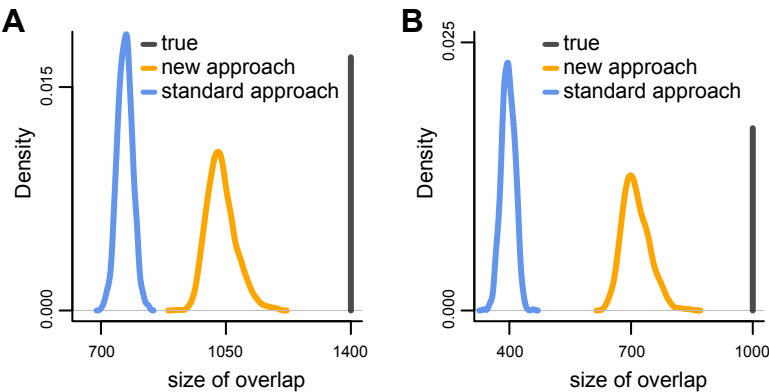 A
true
new approach
standard approach
0.015
0.000
Density
700
1050
1400
size of overlap
B
true
new approach
standard approach
0.025
0.000
Density
400
700
1000
size of overlap